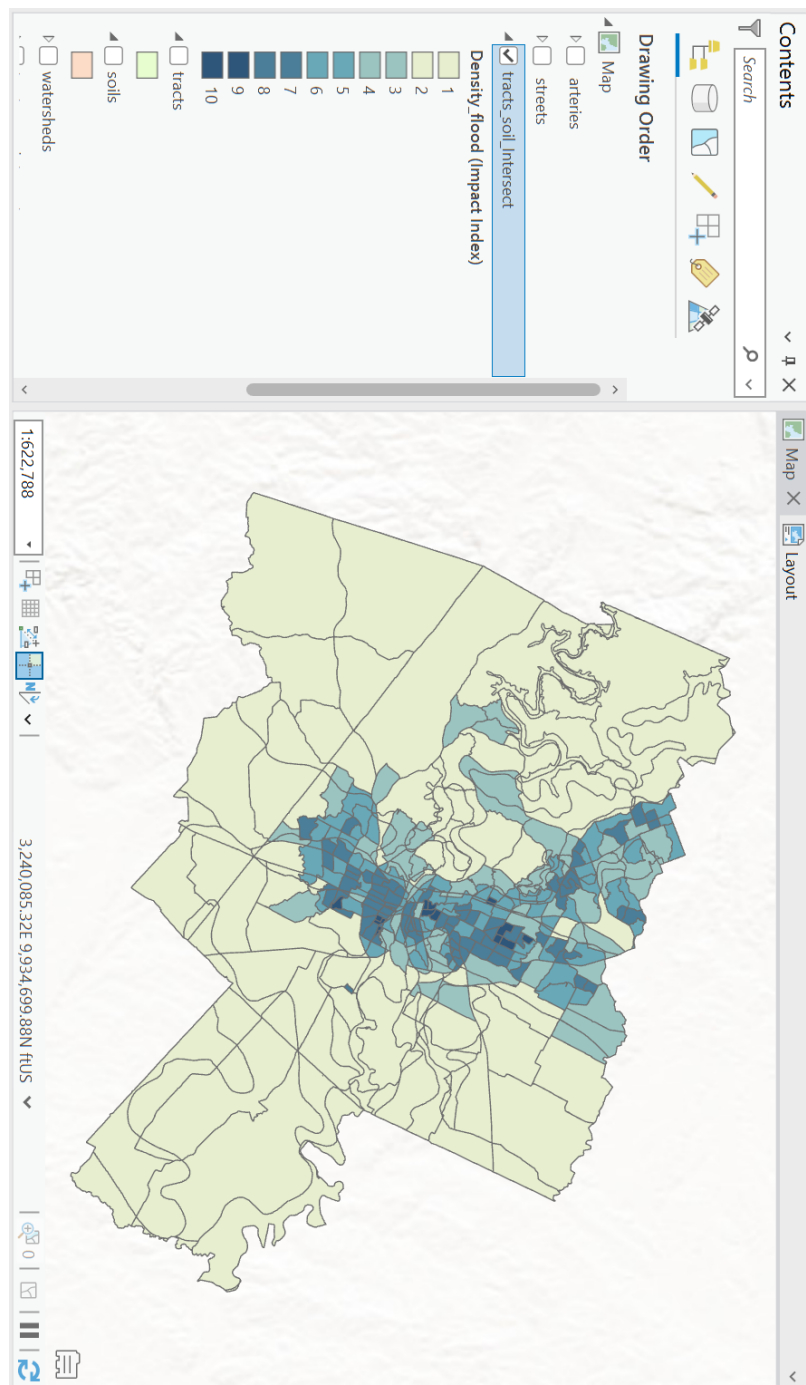 Contents
Search
Drawing Order
Map
arteries
streets
tracts_soil_Intersect
Density_flood (Impact Index)
1
2
3
4
5
6
7
8
9
10
tracts
soils
watersheds
Map
Layout
1:622,788
N
3,240,085.32E 9,934,699.88N ftUS
0